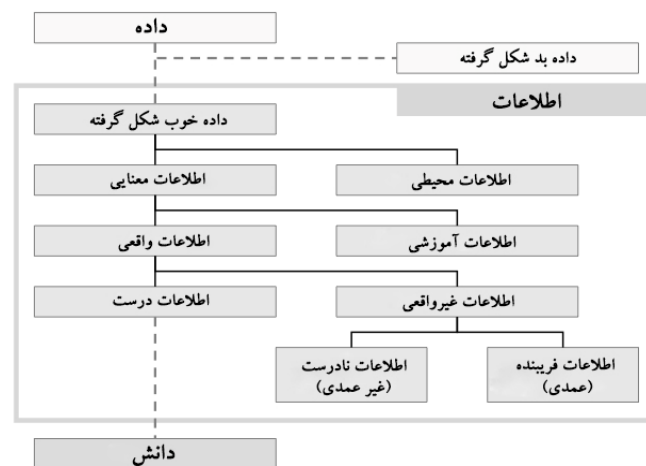 داده
داده بد شکل گرفته
اطلاعات
داده خوب شکل گرفته
اطلاعات محیطی
اطلاعات معنایی
اطلاعات آموزشی
اطلاعات واقعی
اطلاعات غیرواقعی
اطلاعات درست
اطلاعات فریبنده
(عمدی)
اطلاعات نادرست
(غیر عمدی)
دانش